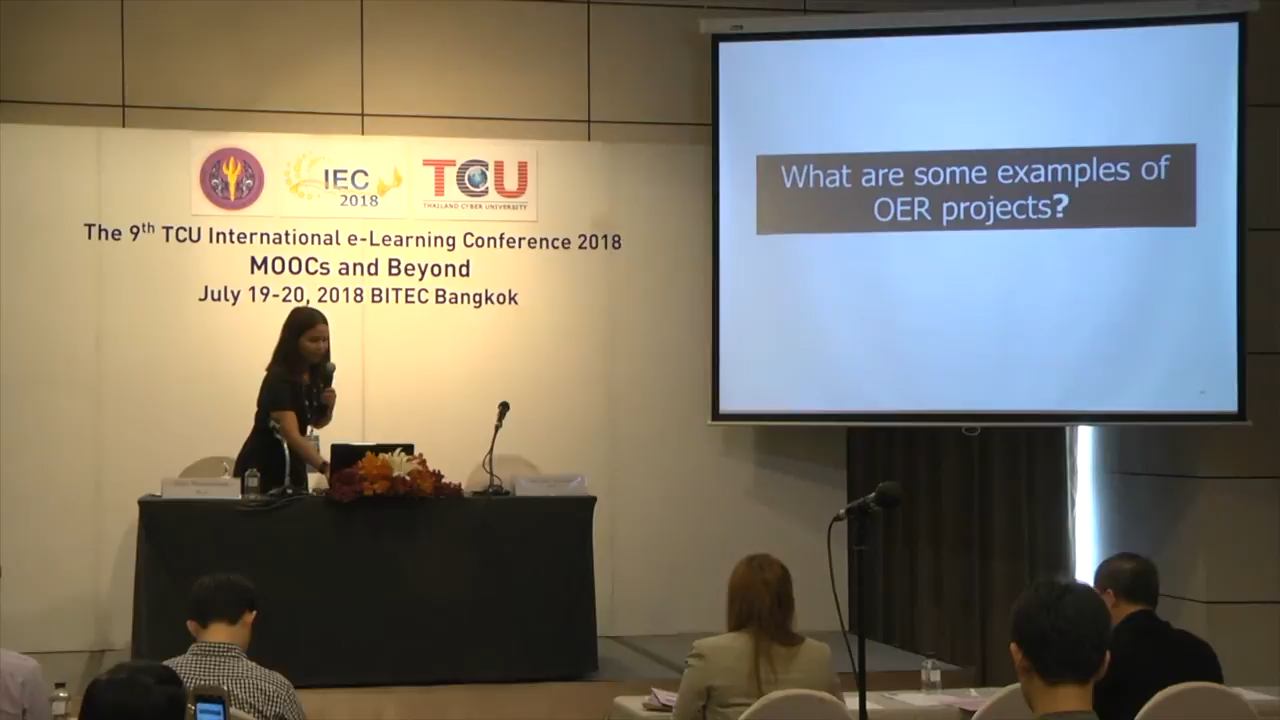 IEC
2018
TCU
THAILAND CYBER UNIVERSITY
The 9th TCU International e-Learning Conference 2018
MOOCs and Beyond
July 19-20, 2018 BITEC Bangkok
What are some examples of
OER projects?